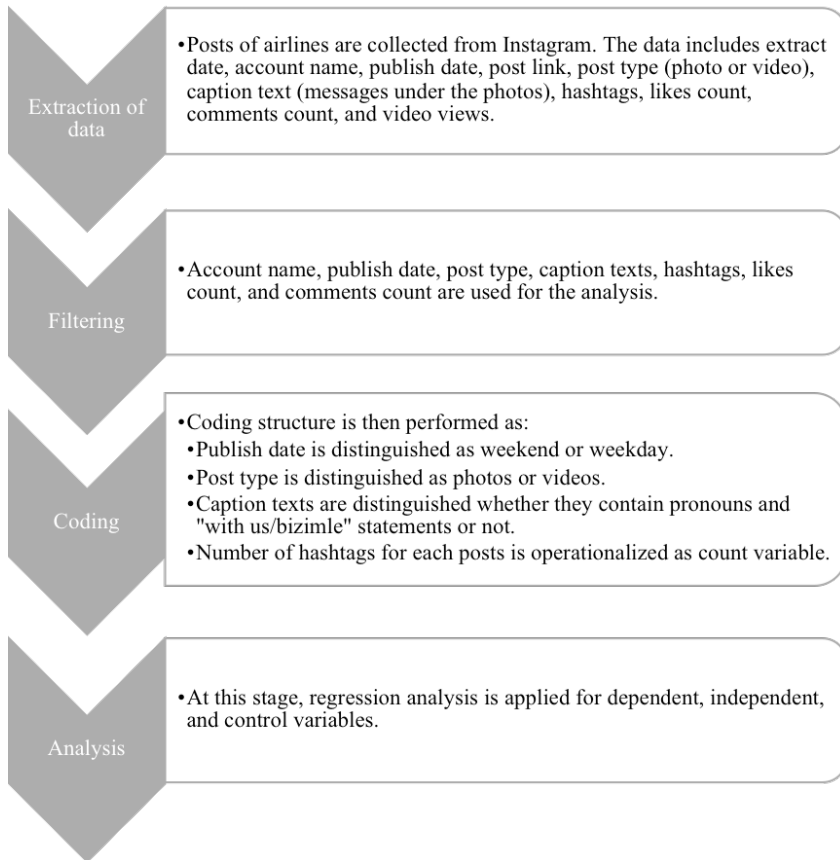 Extraction of
data
•Posts of airlines are collected from Instagram. The data includes extract
date, account name, publish date, post link, post type (photo or video),
caption text (messages under the photos), hashtags, likes count,
comments count, and video views.
Filtering
•Account name, publish date, post type, caption texts, hashtags, likes
count, and comments count are used for the analysis.
Coding
•Coding structure is then performed as:
•Publish date is distinguished as weekend or weekday.
•Post type is distinguished as photos or videos.
•Caption texts are distinguished whether they contain pronouns and
"with us/bizimle" statements or not.
•Number of hashtags for each posts is operationalized as count variable.
Analysis
•At this stage, regression analysis is applied for dependent, independent,
and control variables.